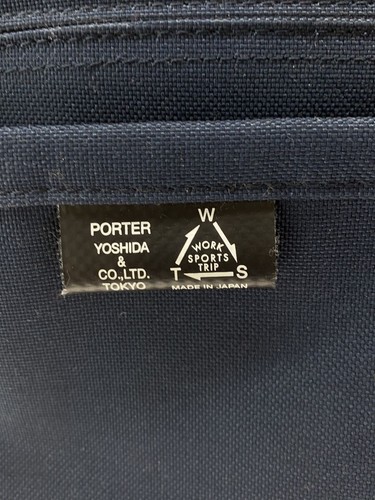 PORTER
YOSHIDA
&
CO.,LTD.
TOKYO
W
WORK
SPORTS
TRIP
T S
MADE IN JAPAN